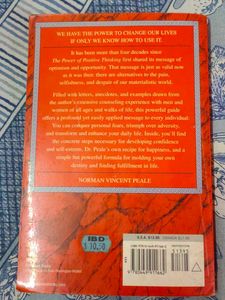 WE HAVE THE POWER TO CHANGE OUR LIVES
IF ONLY WE KNOW HOW TO USE IT.
It has been more than four decades since
The Power of Positive Thinking first shared its message of
optimism and opportunity. That message is just as valid now
as it was then: there are alternatives to the pain,
selfishness, and despair of our materialistic world.
Filled with letters, anecdotes, and examples drawn from
the author's extensive counseling experience with men and
women of all ages and walks of life, this powerful guide
offers a profound yet easily applied message to every individual:
You can conquer personal fears, triumph over adversity,
and transform and enhance your daily life. Inside, you'll find
the concrete steps necessary for developing confidence
and self-esteem, Dr. Peale's own recipe for happiness, and a
simple but powerful formula for molding your own
destiny and finding fulfillment in life.
NORMAN VINCENT PEALE
IBD
51395